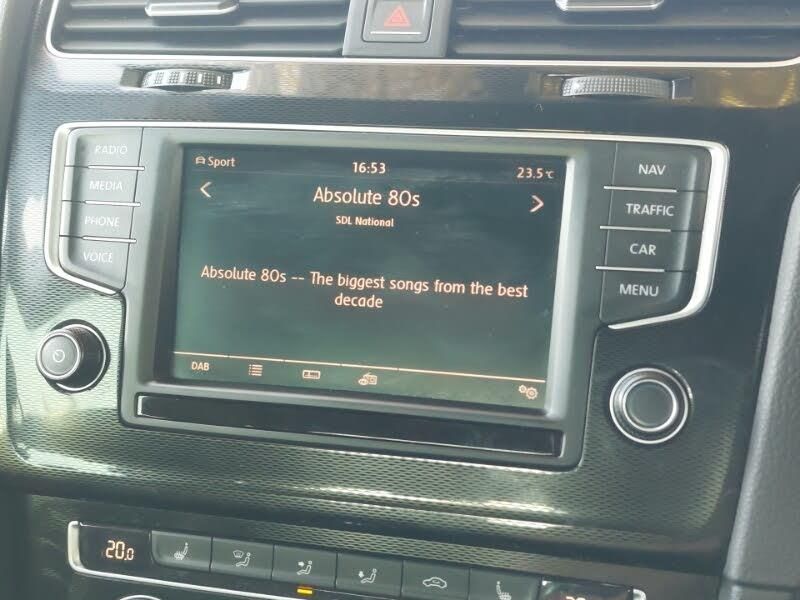 RADIO
MEDIA
PHONE
VOICE
Sport 16:53 23.5°C
Absolute 80s
SDL National
Absolute 80s -- The biggest songs from the best
decade
DAB
NAV
TRAFFIC
CAR
MENU
20.0